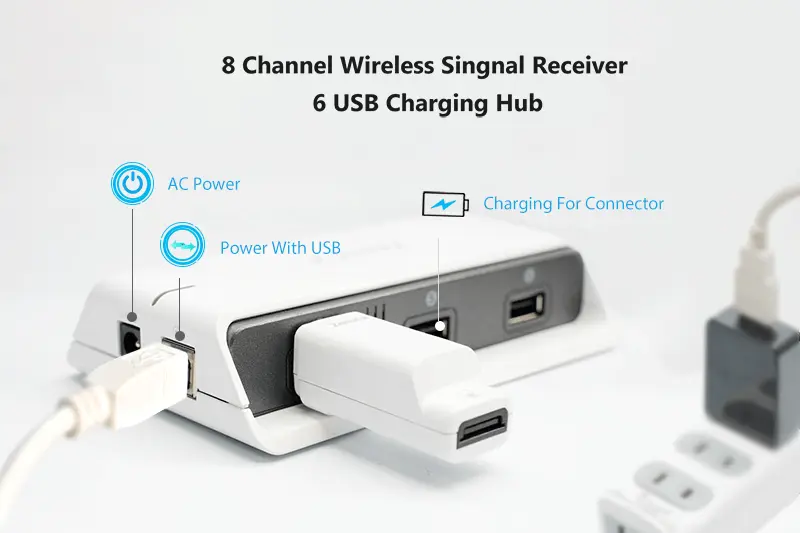 8 Channel Wireless Singnal Receiver
6 USB Charging Hub
AC Power
Charging For Connector
Power With USB